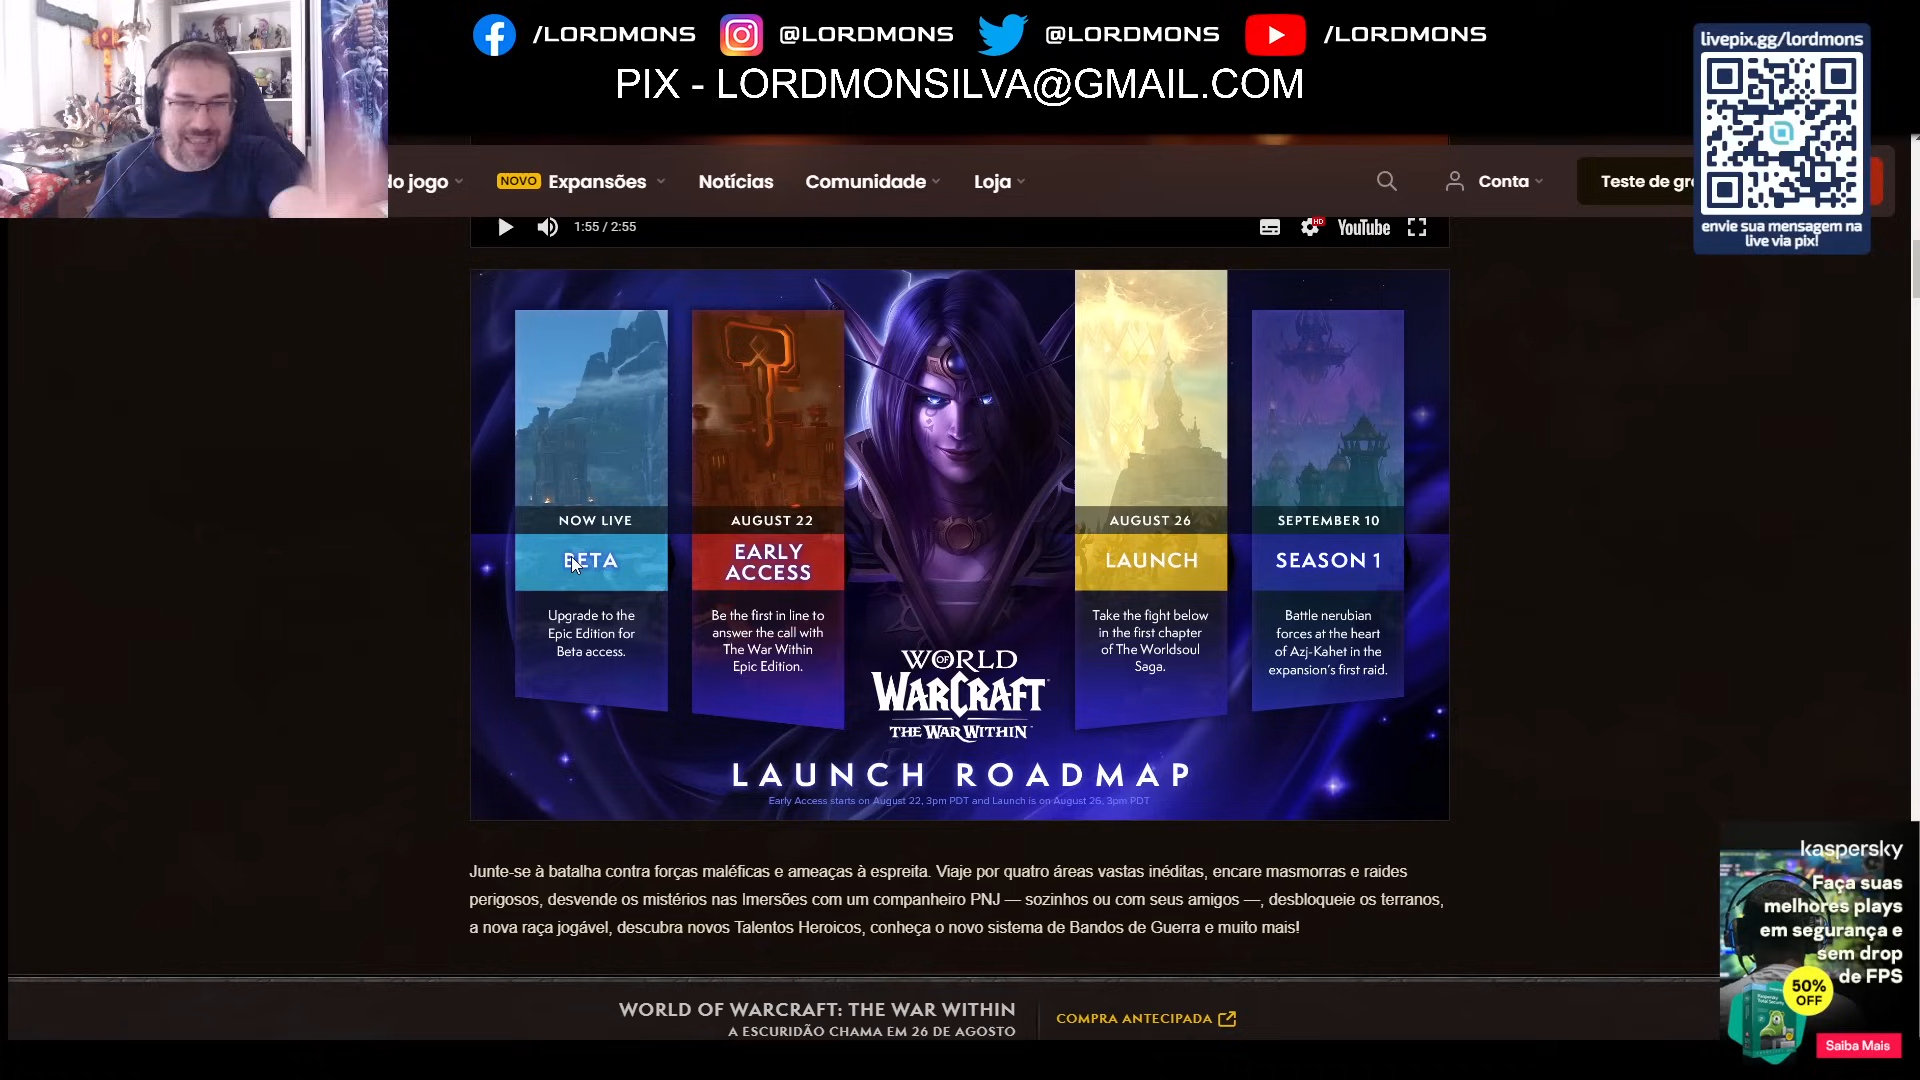 /LORDMONS @LORDMONS @LORDMONS /LORDMONS
PIX - LORDMONSILVA@GMAIL.COM
livepix.gg/lordmons
envie sua mensagem na
live via pix!
do jogo NOVO Expansões Notícias Comunidade Loja Conta Teste de gr
1:55 / 2:55 HD YouTube
NOW LIVE
BETA
Upgrade to the
Epic Edition for
Beta access.
AUGUST 22
EARLY
ACCESS
Be the first in line to
answer the call with
The War Within
Epic Edition.
AUGUST 26
LAUNCH
Take the fight below
in the first chapter
of The Worldsoul
Saga.
SEPTEMBER 10
SEASON 1
Battle nerubian
forces at the heart
of Azj-Kahet in the
expansion's first raid.
WORLD
OF
WARCRAFT
THE WAR WITHIN
LAUNCH ROADMAP
Early Access starts on August 22, 3pm PDT and Launch is on August 26, 3pm PDT
Junte-se à batalha contra forças maléficas e ameaças à espreita. Viaje por quatro áreas vastas inéditas, encare masmorras e raides
perigosos, desvende os mistérios nas Imersões com um companheiro PNJ — sozinhos ou com seus amigos —, desbloqueie os terranos,
a nova raça jogável, descubra novos Talentos Heroicos, conheça o novo sistema de Bandos de Guerra e muito mais!
WORLD OF WARCRAFT: THE WAR WITHIN
A ESCURIDÃO CHAMA EM 26 DE AGOSTO
COMPRA ANTECIPADA
kaspersky
Faça suas
melhores plays
em segurança e
sem drop
de FPS
50%
OFF
Saiba Mais